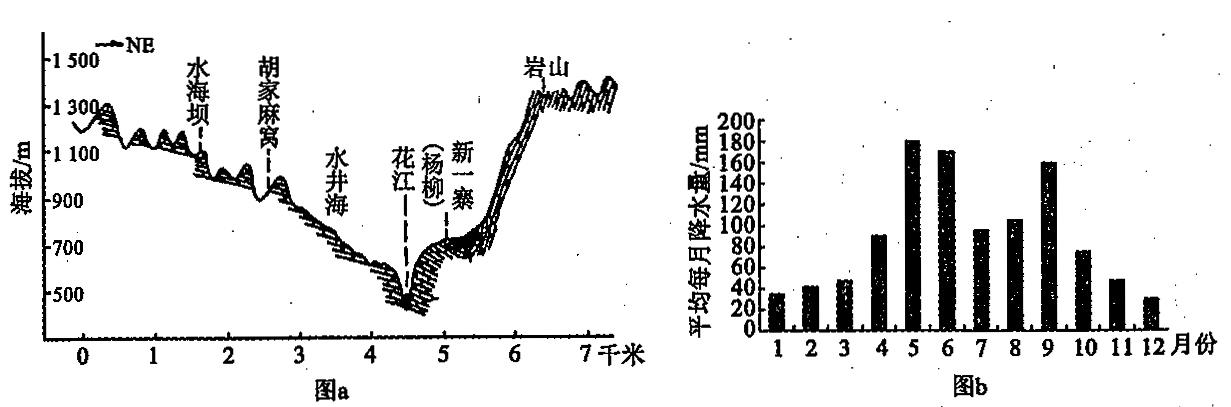 NE
海拔/m
1 500
1 300
1 100
900
700
500
水海坝
胡家麻窝
水井海
花江
(杨柳)
新一寨
岩山
0 1 2 3 4 5 6 7 千米
图a
平均每月降水量/mm
200
180
160
140
120
100
80
60
40
20
0
1 2 3 4 5 6 7 8 9 10 11 12 月份
图b